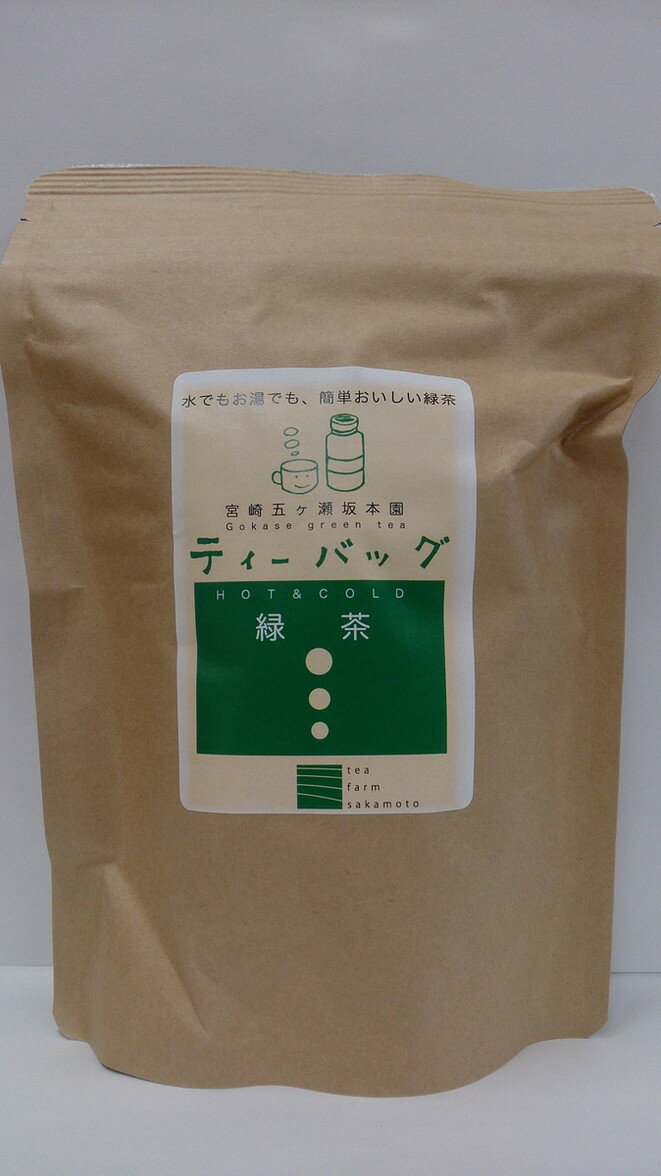 水でもお湯でも、簡単おいしい緑茶
宮崎五ヶ瀬坂本園
Gokase green tea
ティーバッグ
HOT&COLD
緑 茶
tea
farm
sakamoto